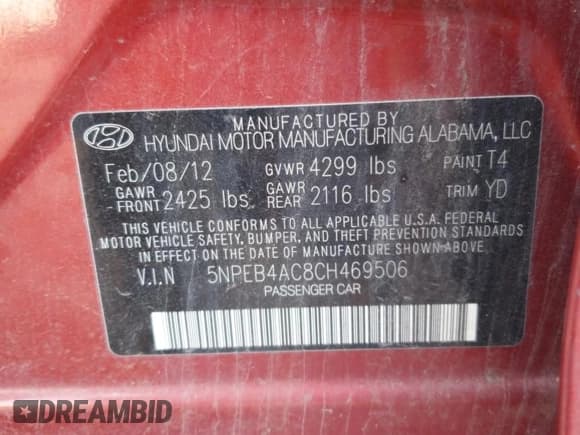 MANUFACTURED BY
HYUNDAI MOTOR MANUFACTURING ALABAMA, LLC
Feb/08/12 GVWR 4299 lbs PAINT T4
GAWR FRONT 2425 lbs GAWR REAR 2116 lbs TRIM YD
THIS VEHICLE CONFORMS TO ALL APPLICABLE U.S.A. FEDERAL
MOTOR VEHICLE SAFETY, BUMPER, AND THEFT PREVENTION STANDARDS
IN EFFECT ON THE DATE OF MANUFACTURE SHOWN ABOVE.
V.I.N 5NPEB4AC8CH469506
PASSENGER CAR
DREAMBID